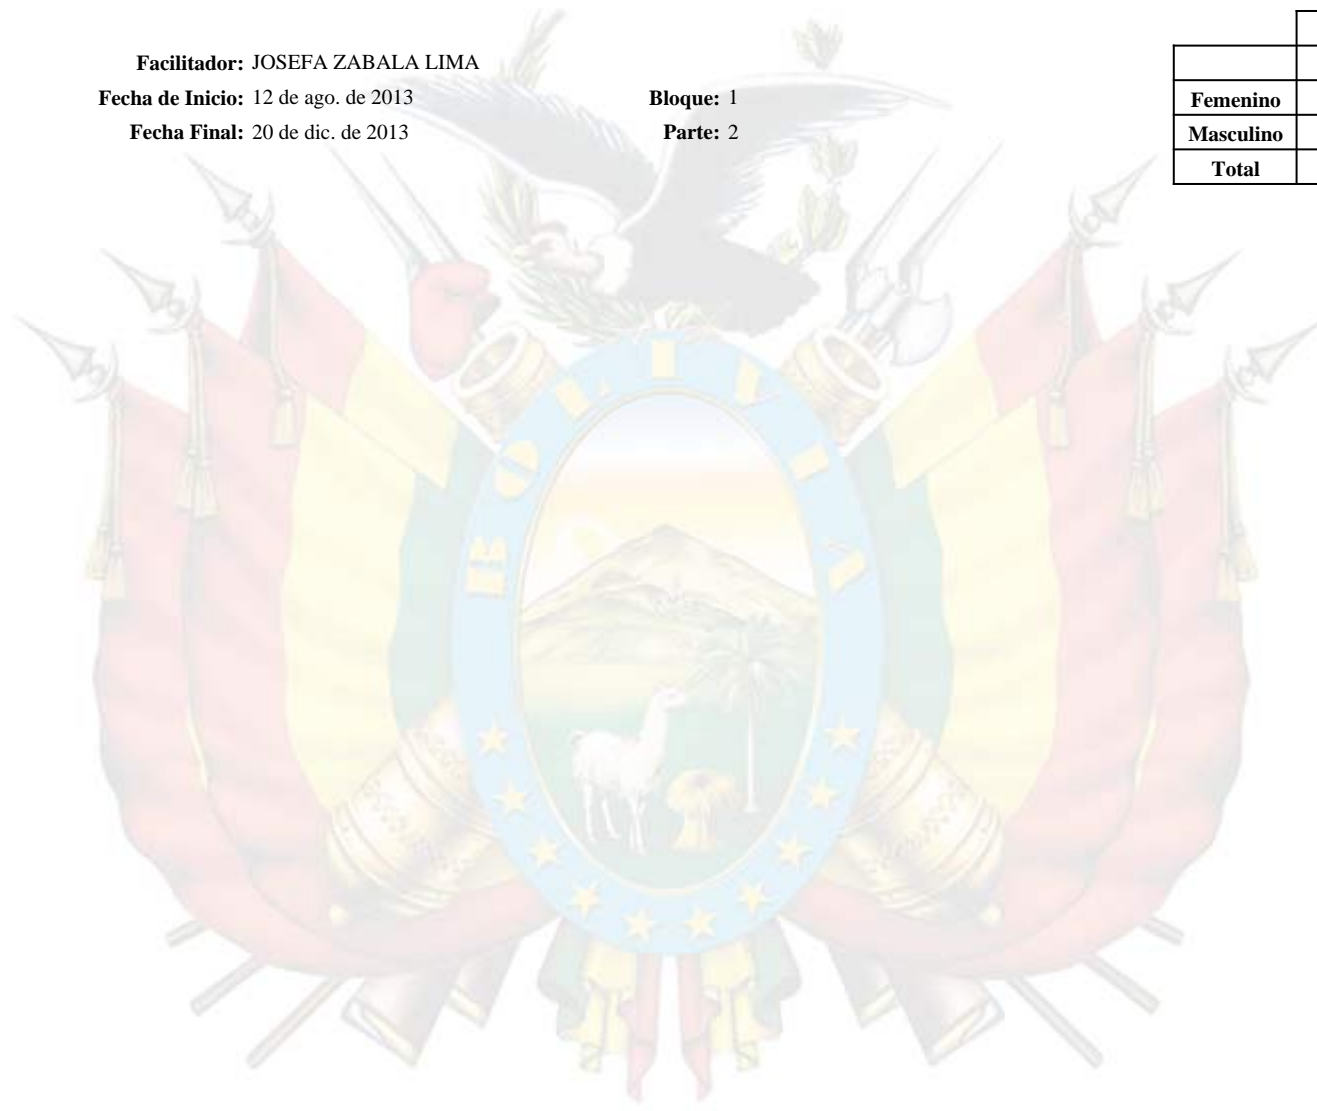 Facilitador: JOSEFA ZABALA LIMA
Fecha de Inicio: 12 de ago. de 2013 Bloque: 1
Fecha Final: 20 de dic. de 2013 Parte: 2
Femenino
Masculino
Total
BOLIVIA